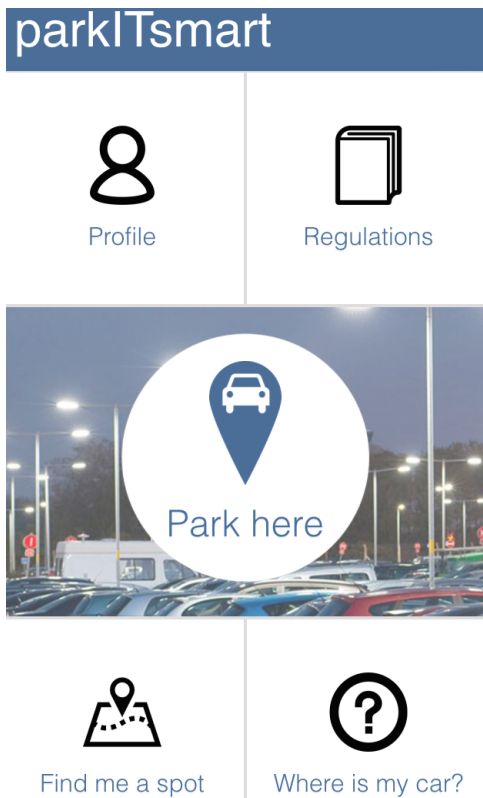 parkITsmart
Profile
Regulations
Park here
Find me a spot
Where is my car?